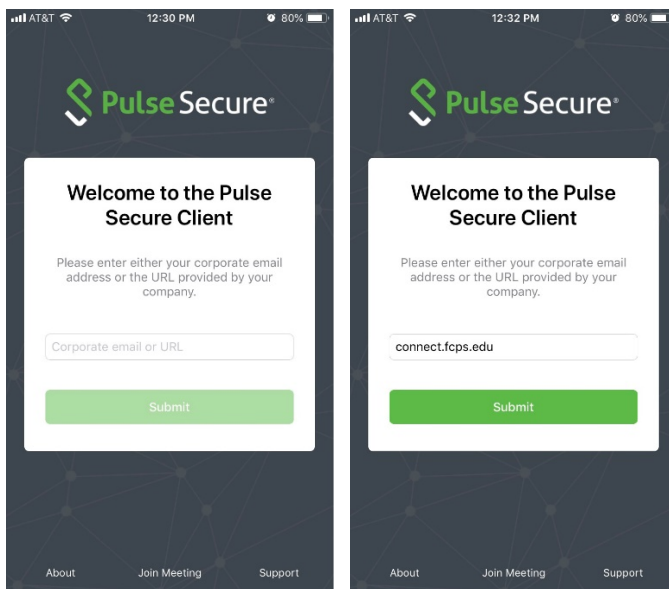 AT&T 12:30 PM 80%
Pulse Secure®
Welcome to the Pulse
Secure Client
Please enter either your corporate email
address or the URL provided by your
company.
Corporate email or URL
Submit
About Join Meeting Support
AT&T 12:32 PM 80%
Pulse Secure®
Welcome to the Pulse
Secure Client
Please enter either your corporate email
address or the URL provided by your
company.
connect.fcps.edu
Submit
About Join Meeting Support